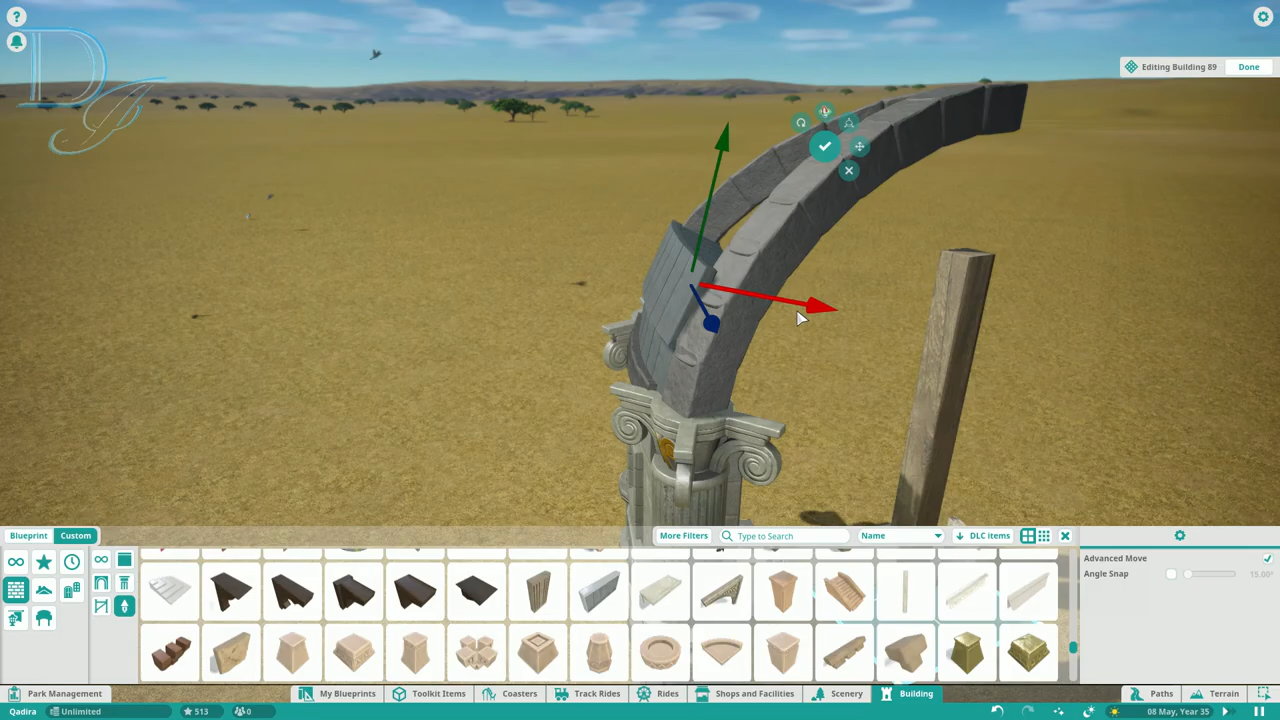 ?
DJ
Editing Building 89
Done
Blueprint
Custom
More Filters
Type to Search
Name
DLC items
Advanced Move
Angle Snap
15.00°
Park Management
My Blueprints
Toolkit Items
Coasters
Track Rides
Rides
Shops and Facilities
Scenery
Building
Paths
Terrain
Qadira
Unlimited
513
0
08 May, Year 35